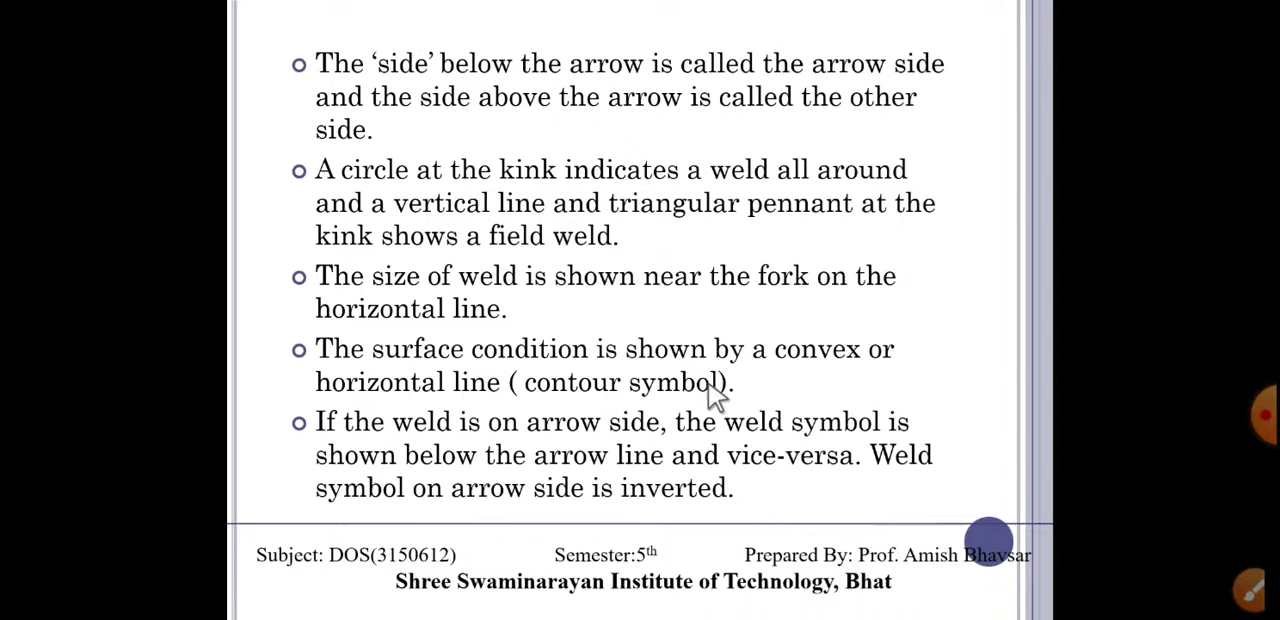 The ‘side’ below the arrow is called the arrow side
and the side above the arrow is called the other
side.
A circle at the kink indicates a weld all around
and a vertical line and triangular pennant at the
kink shows a field weld.
The size of weld is shown near the fork on the
horizontal line.
The surface condition is shown by a convex or
horizontal line ( contour symbol).
If the weld is on arrow side, the weld symbol is
shown below the arrow line and vice-versa. Weld
symbol on arrow side is inverted.
Subject: DOS(3150612) Semester:5th Prepared By: Prof. Amish Bhavsar
Shree Swaminarayan Institute of Technology, Bhat